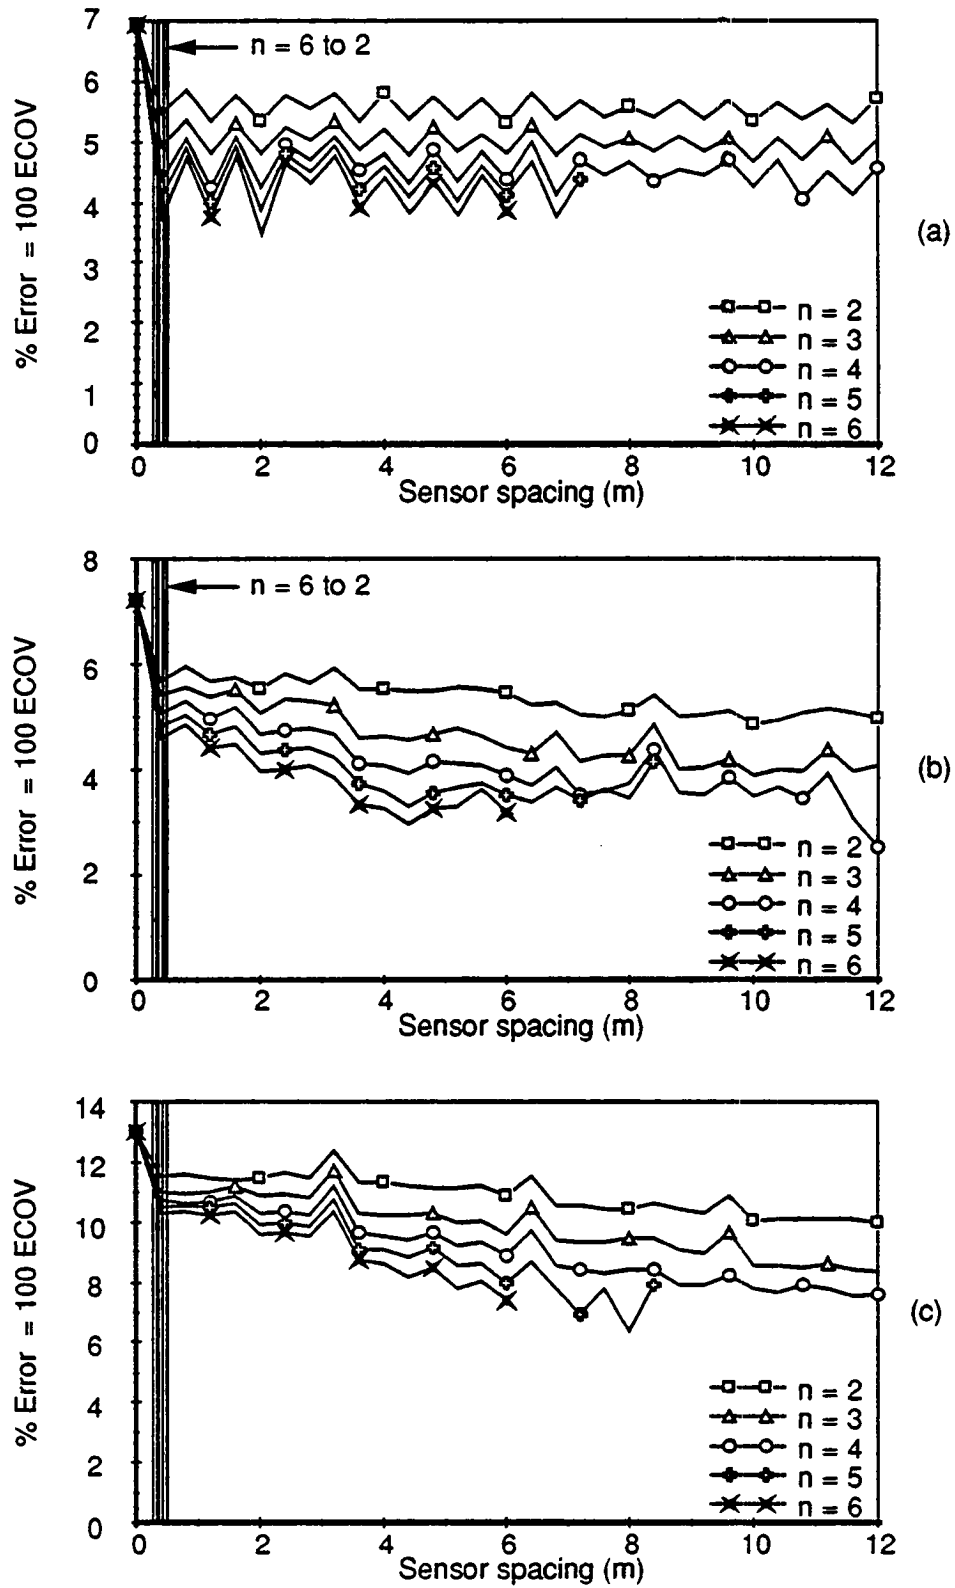 7
n = 6 to 2
6
5
4
3
2
1
0
% Error = 100 ECOV
n = 2
n = 3
n = 4
n = 5
n = 6
0 2 4 6 8 10 12
Sensor spacing (m)
(a)
8
n = 6 to 2
6
4
2
0
% Error = 100 ECOV
n = 2
n = 3
n = 4
n = 5
n = 6
0 2 4 6 8 10 12
Sensor spacing (m)
(b)
14
12
10
8
6
4
2
0
% Error = 100 ECOV
n = 2
n = 3
n = 4
n = 5
n = 6
0 2 4 6 8 10 12
Sensor spacing (m)
(c)